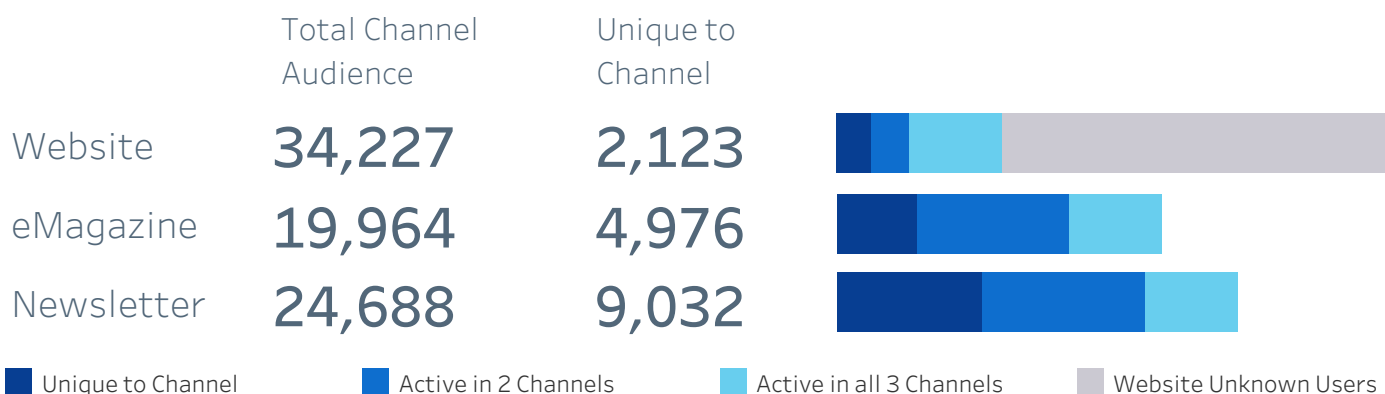 Total Channel Unique to
Audience Channel
Website 34,227 2,123
eMagazine 19,964 4,976
Newsletter 24,688 9,032
Unique to Channel Active in 2 Channels Active in all 3 Channels Website Unknown Users